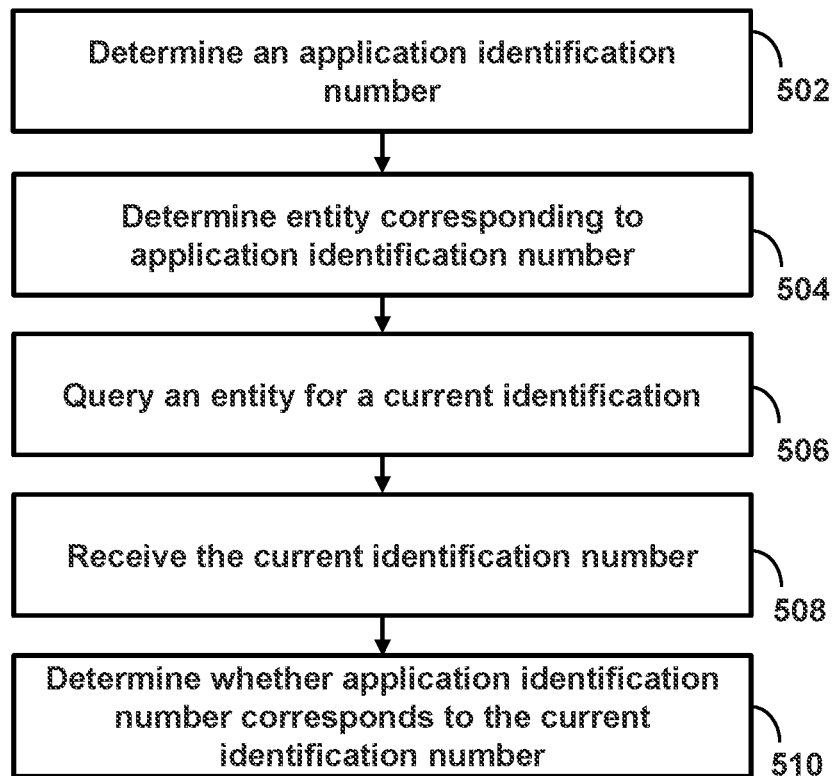 Determine an application identification
number
502
Determine entity corresponding to
application identification number
504
Query an entity for a current identification
506
Receive the current identification number
508
Determine whether application identification
number corresponds to the current
identification number
510